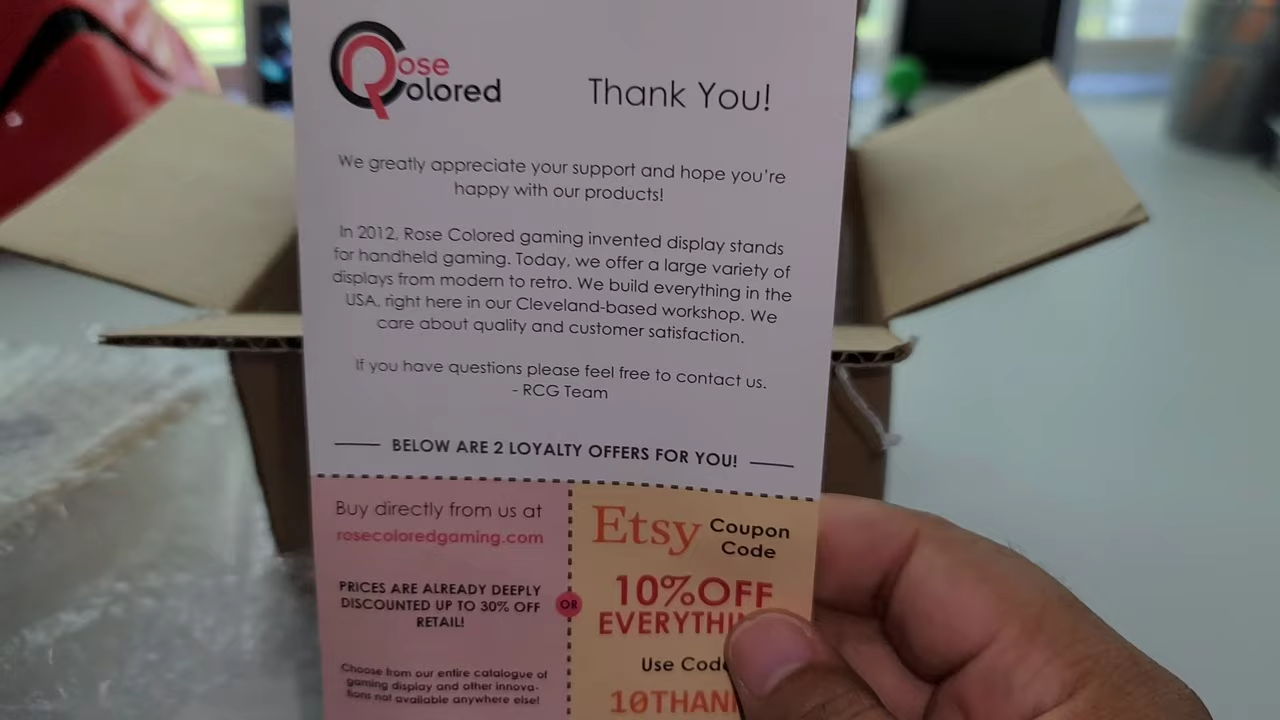 Rose
Colored
Thank You!
We greatly appreciate your support and hope you're
happy with our products!
In 2012, Rose Colored gaming invented display stands
for handheld gaming. Today, we offer a large variety of
displays from modern to retro. We build everything in the
USA, right here in our Cleveland-based workshop. We
care about quality and customer satisfaction.
If you have questions please feel free to contact us.
- RCG Team
BELOW ARE 2 LOYALTY OFFERS FOR YOU!
Buy directly from us at
rosecoloredgaming.com
PRICES ARE ALREADY DEEPLY
DISCOUNTED UP TO 30% OFF
RETAIL!
Choose from our entire catalogue of
gaming display and other innova-
tions not available anywhere else!
OR
Etsy Coupon
Code
10%OFF
Use